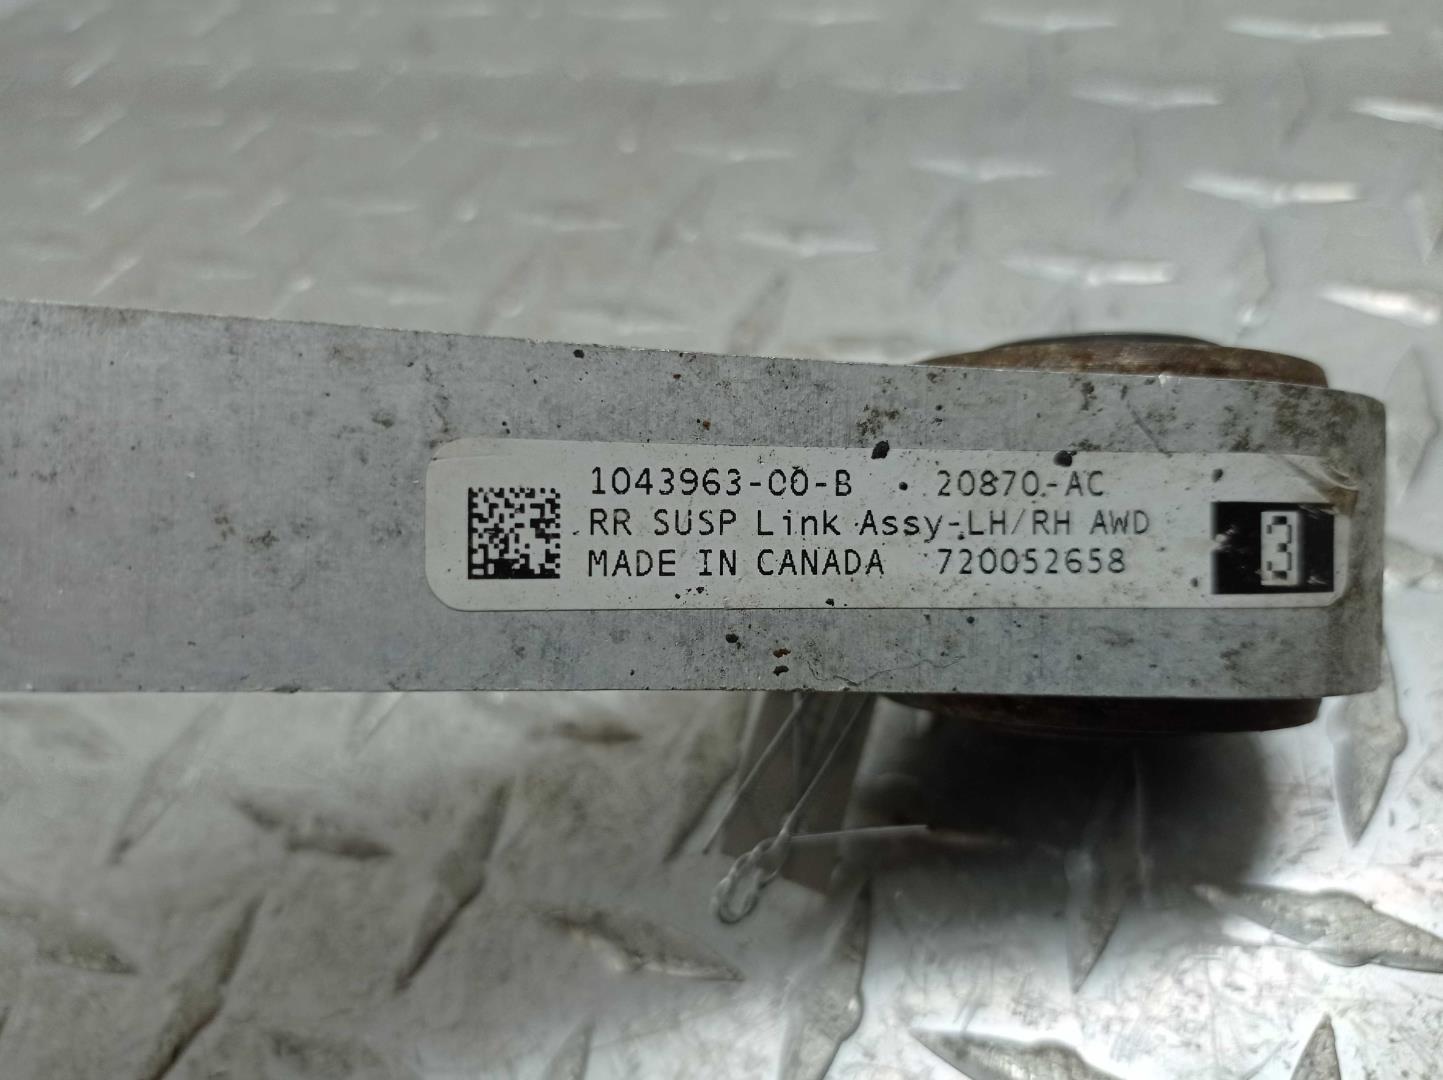 1043963-00-B • 20870-AC
RR SUSP Link Assy-LH/RH AWD
MADE IN CANADA 720052658
3